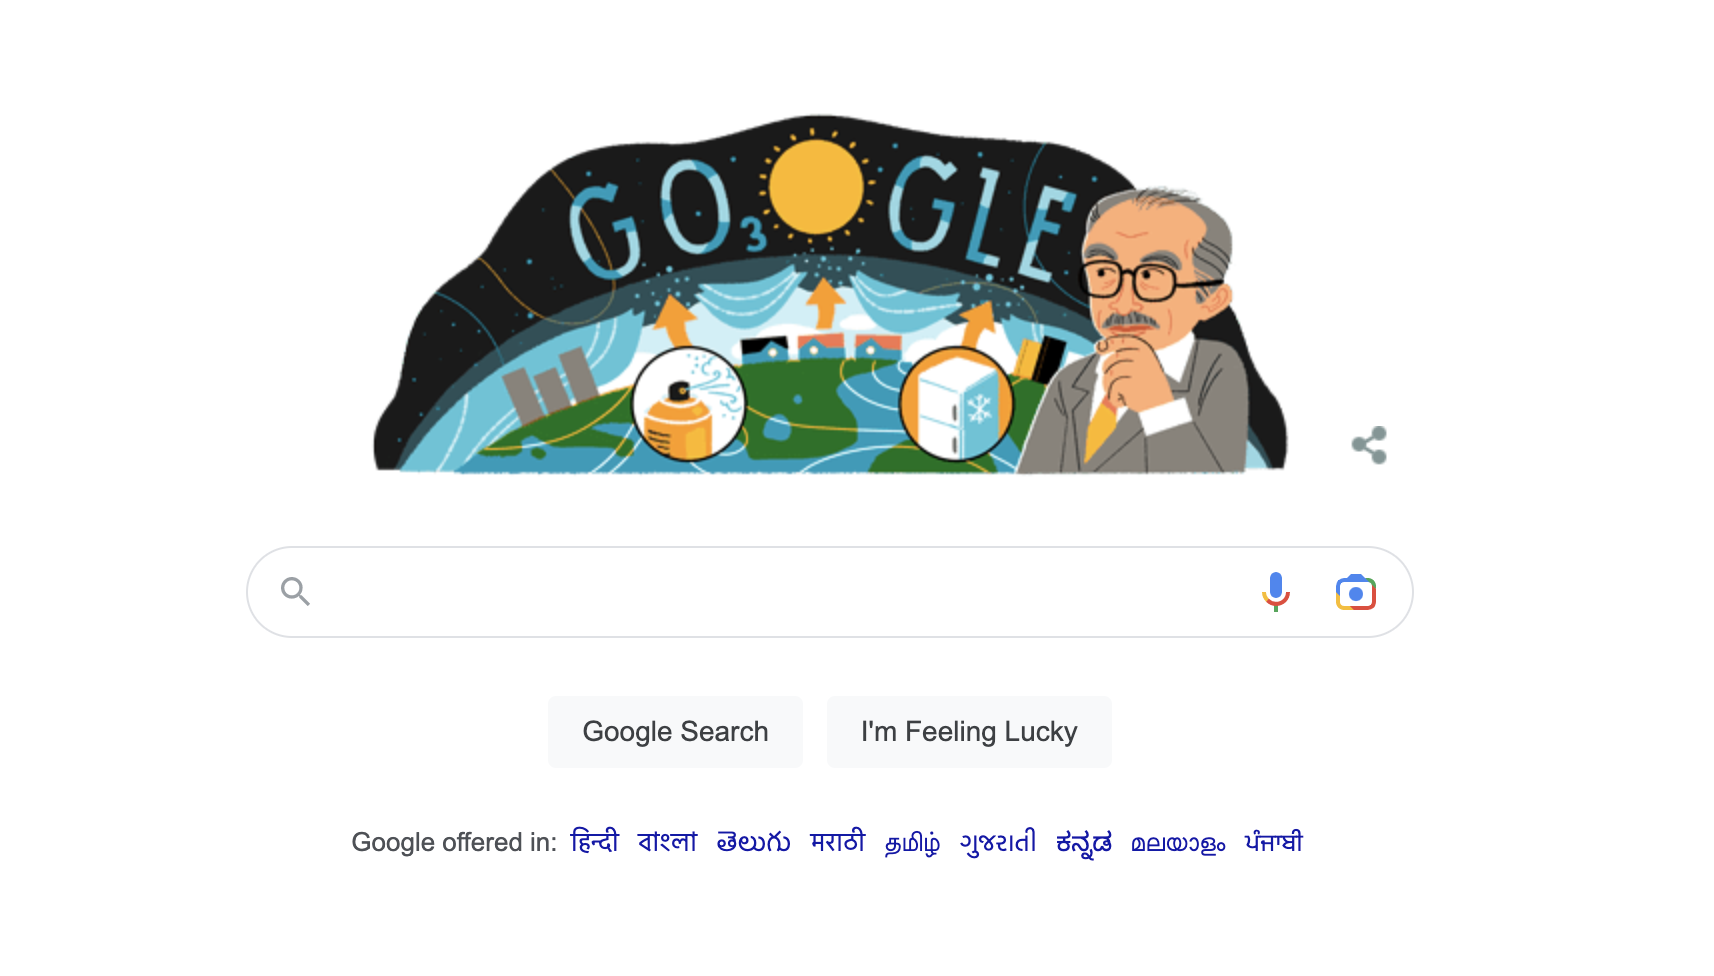 GO₃GLE
Google Search
I'm Feeling Lucky
Google offered in: हिन्दी বাংলা తెలుగు मराठी தமிழ் ગુજરાતી ಕನ್ನಡ മലയാളം ਪੰਜਾਬੀ